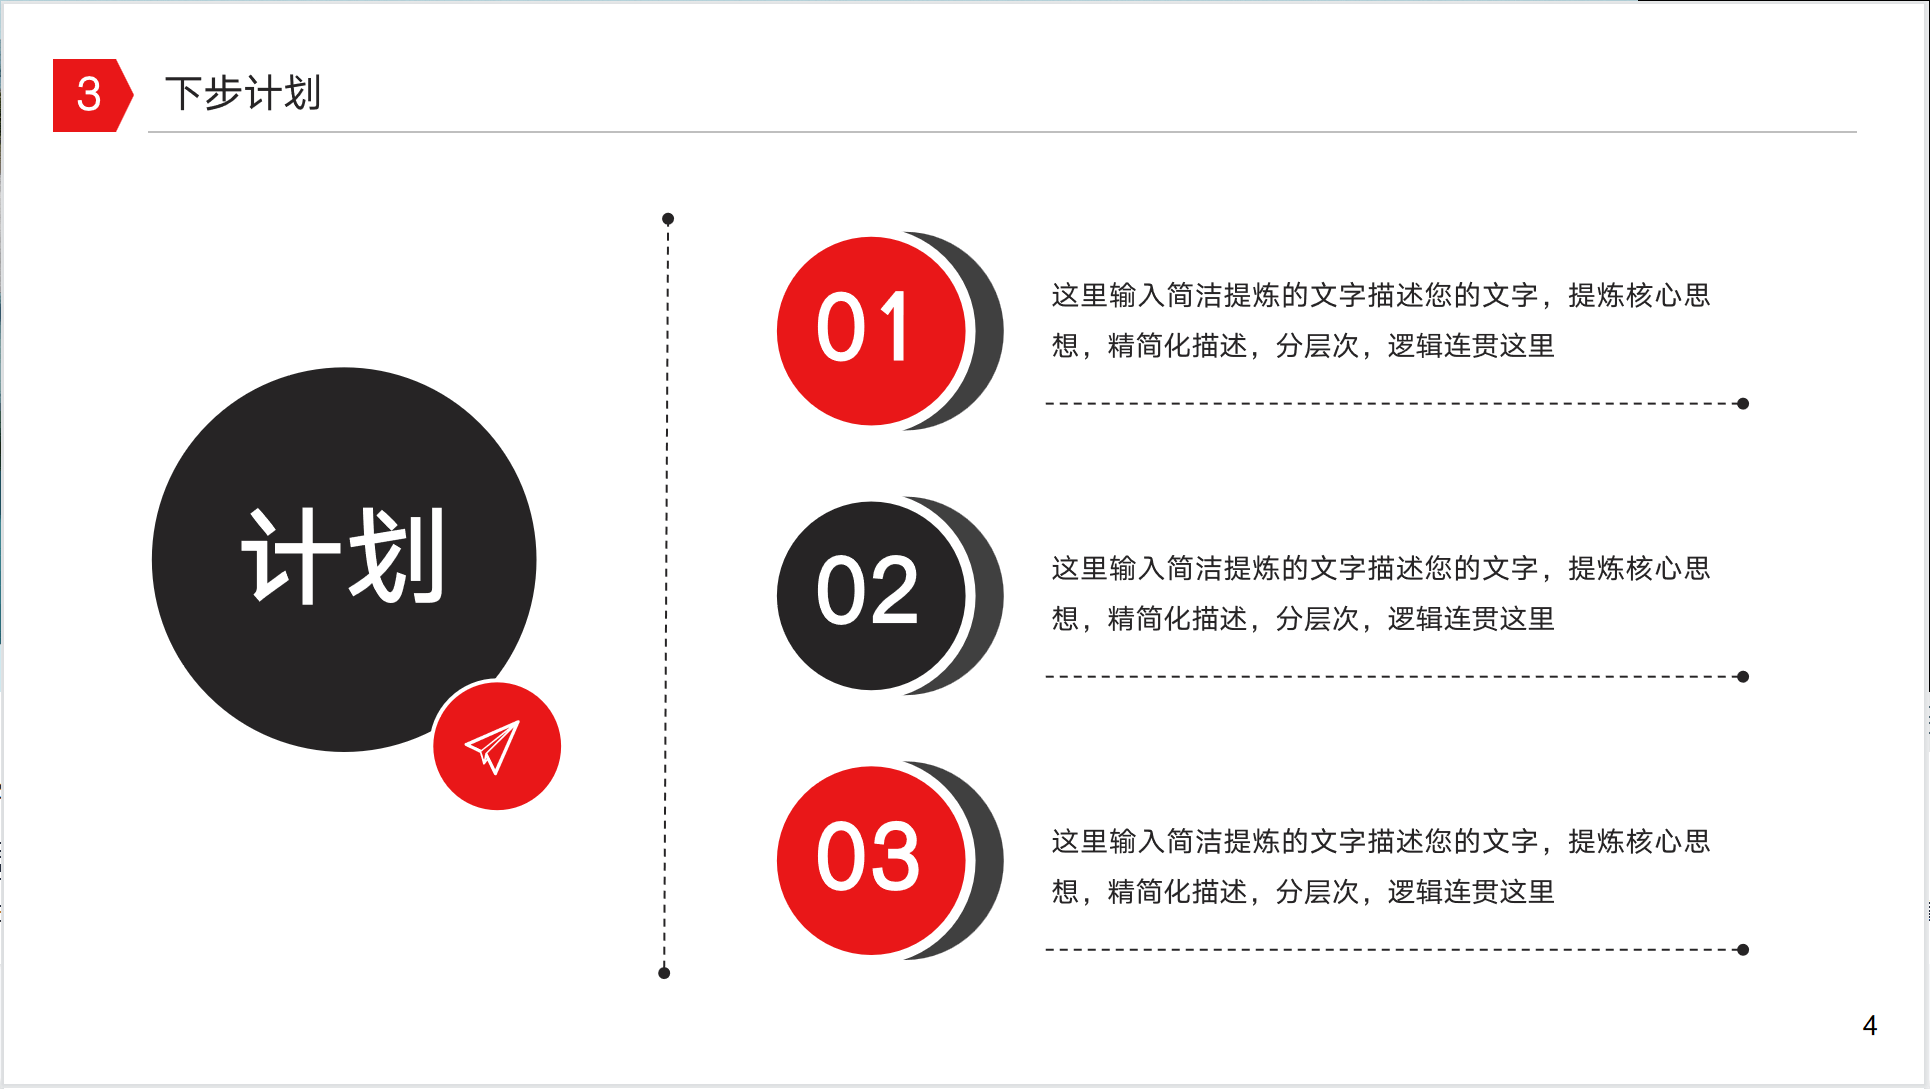 3
下步计划
计划
01
这里输入简洁提炼的文字描述您的文字，提炼核心思
想，精简化描述，分层次，逻辑连贯这里
02
这里输入简洁提炼的文字描述您的文字，提炼核心思
想，精简化描述，分层次，逻辑连贯这里
03
这里输入简洁提炼的文字描述您的文字，提炼核心思
想，精简化描述，分层次，逻辑连贯这里
4